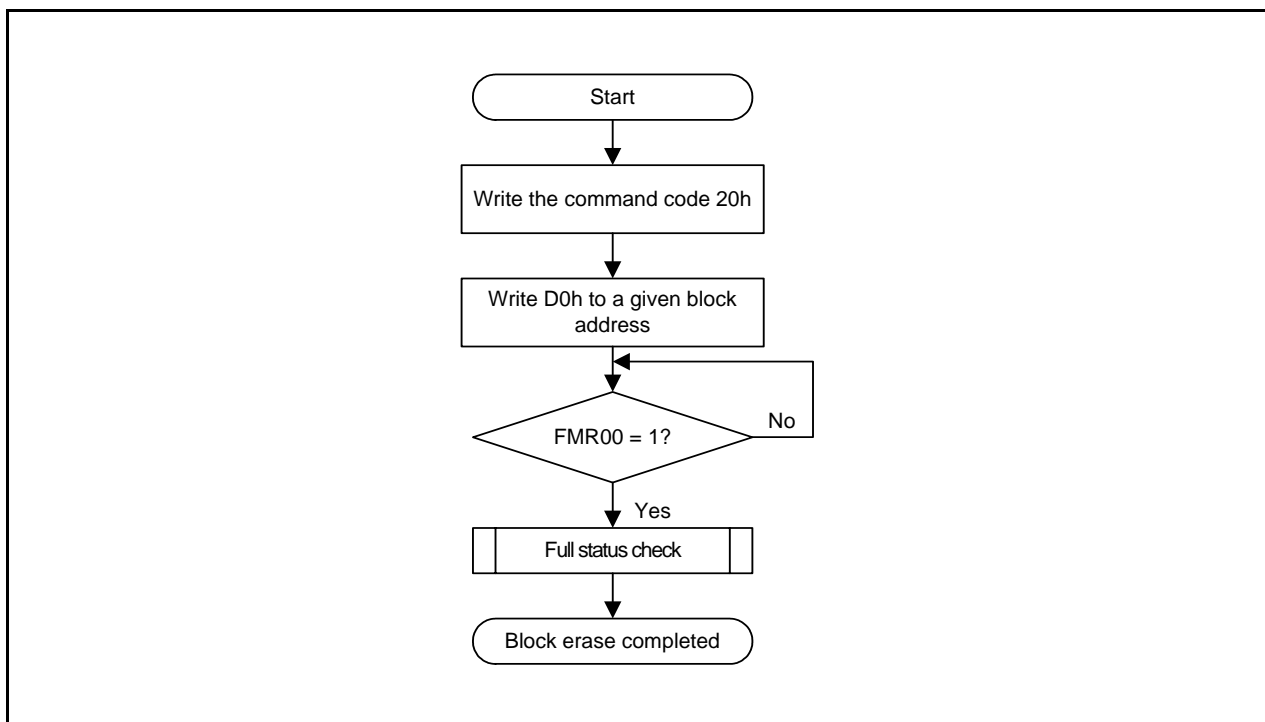 Start
Write the command code 20h
Write D0h to a given block
address
FMR00 = 1?
No
Yes
Full status check
Block erase completed